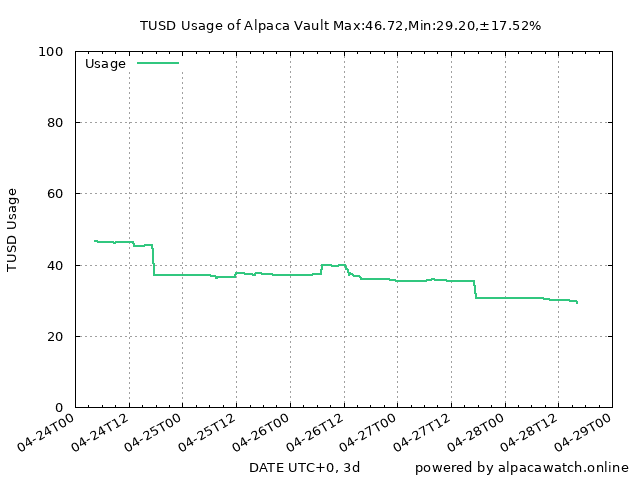 TUSD Usage of Alpaca Vault Max:46.72,Min:29.20,±17.52%
100
Usage
80
60
40
20
0
TUSD Usage
04-24T00
04-24T12
04-25T00
04-25T12
04-26T00
04-26T12
04-27T00
04-27T12
04-28T00
04-28T12
04-29T00
DATE UTC+0, 3d
powered by alpacawatch.online